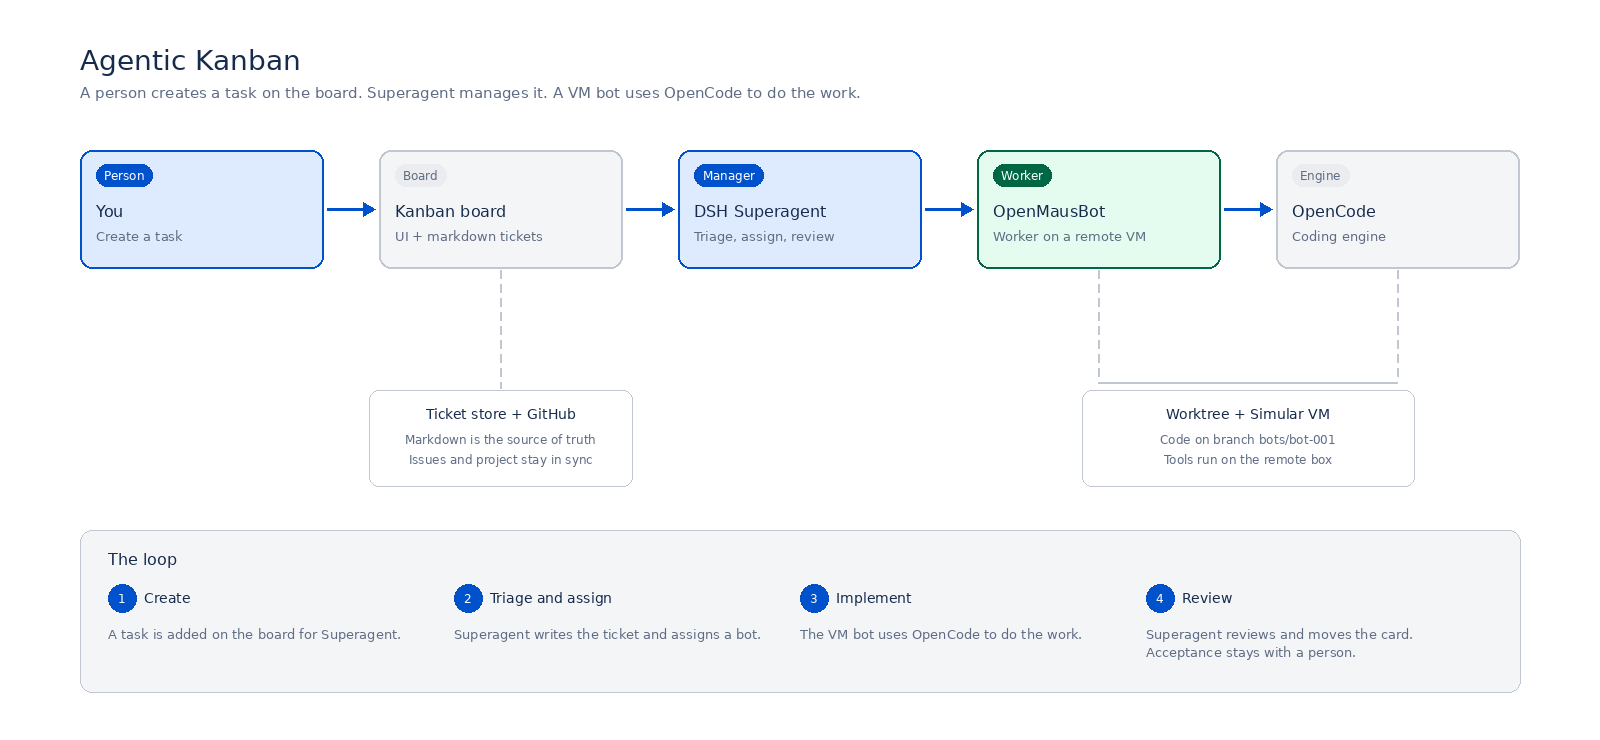 Agentic Kanban
A person creates a task on the board. Superagent manages it. A VM bot uses OpenCode to do the work.
Person
You
Create a task
Board
Kanban board
UI + markdown tickets
Manager
DSH Superagent
Triage, assign, review
Worker
OpenMausBot
Worker on a remote VM
Engine
OpenCode
Coding engine
Ticket store + GitHub
Markdown is the source of truth
Issues and project stay in sync
Worktree + Simular VM
Code on branch bots/bot-001
Tools run on the remote box
The loop
1 Create
A task is added on the board for Superagent.
2 Triage and assign
Superagent writes the ticket and assigns a bot.
3 Implement
The VM bot uses OpenCode to do the work.
4 Review
Superagent reviews and moves the card.
Acceptance stays with a person.